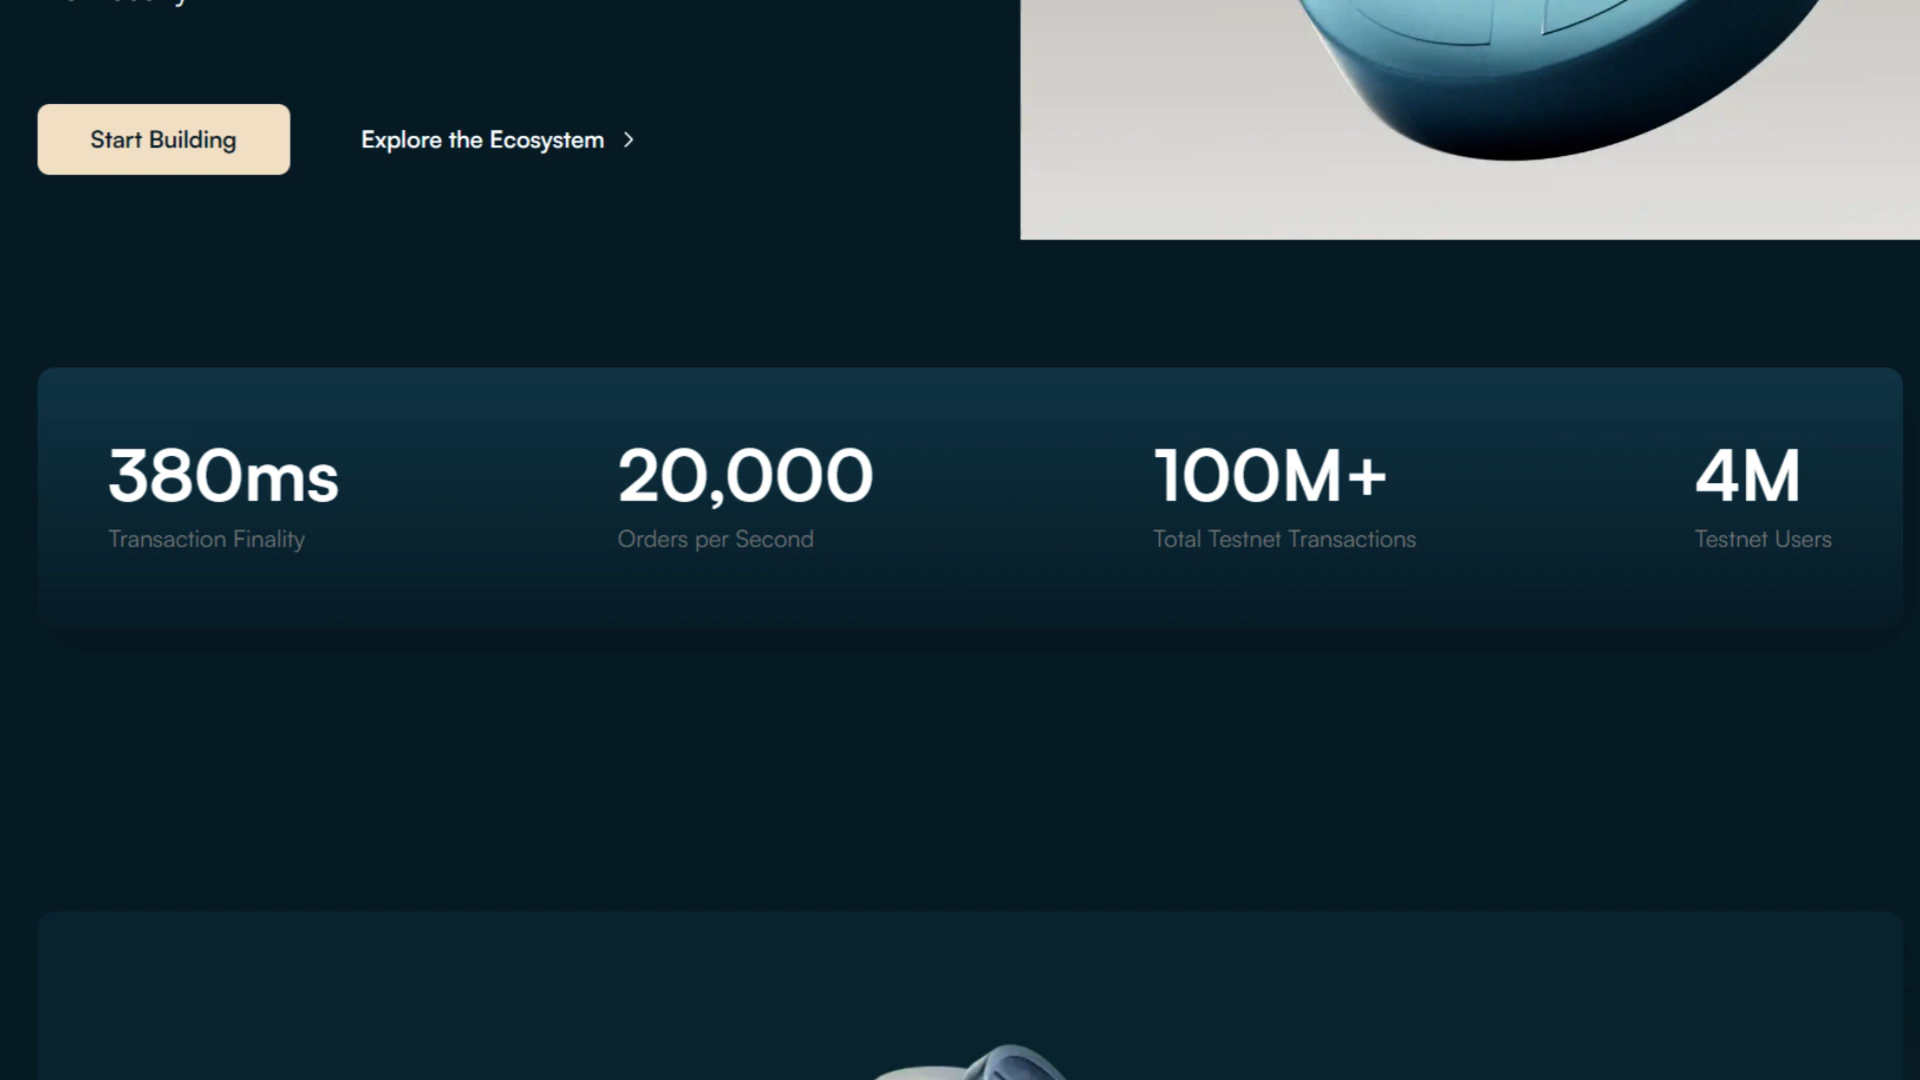 Start Building
Explore the Ecosystem
380ms
Transaction Finality
20,000
Orders per Second
100M+
Total Testnet Transactions
4M
Testnet Users